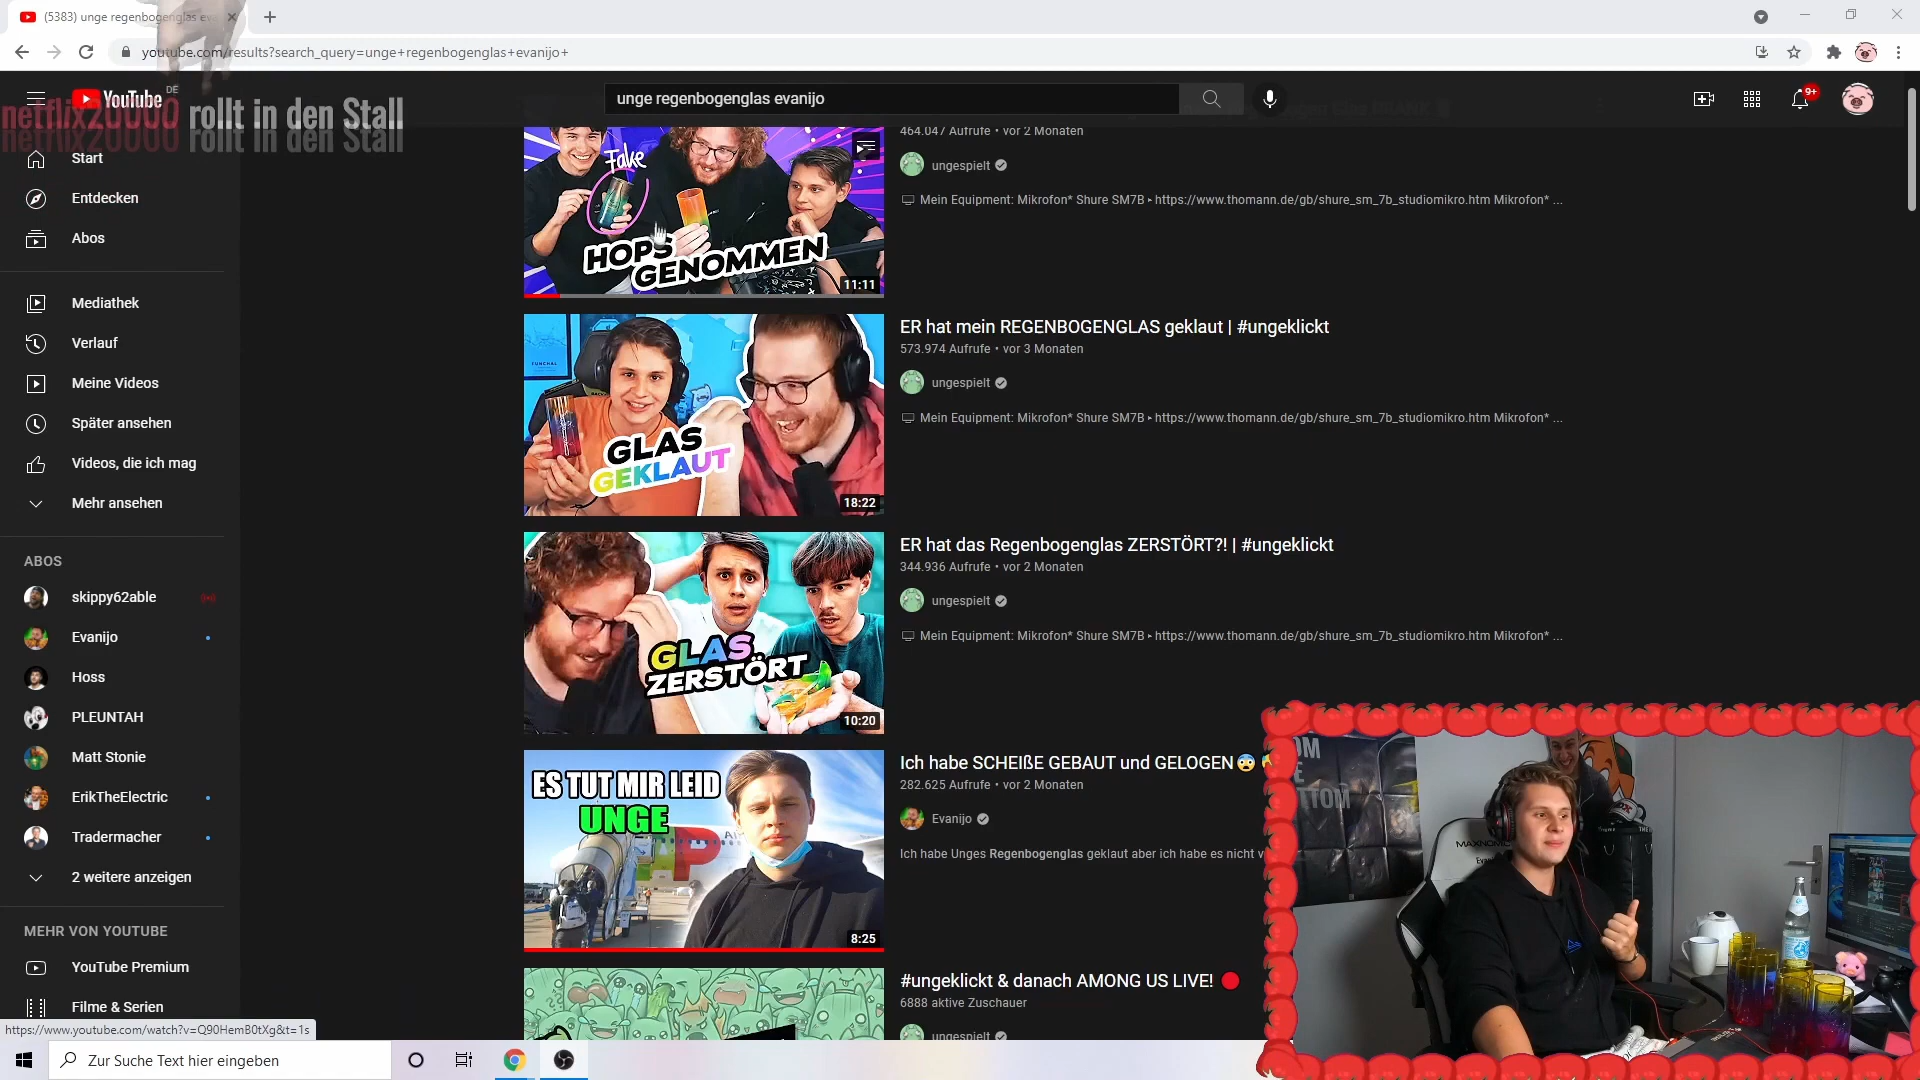 (5383) unge regenbogenglas eva
youtube.com/results?search_query=unge+regenbogenglas+evanijo+
netflix20000 rollt in den Stall
netflix20000 rollt in den Stall
YouTube DE
unge regenbogenglas evanijo
9+
Start
Entdecken
Abos
Mediathek
Verlauf
Meine Videos
Später ansehen
Videos, die ich mag
Mehr ansehen
ABOS
skippy62able
Evanijo
Hoss
PLEUNTAH
Matt Stonie
ErikTheElectric
Tradermacher
2 weitere anzeigen
MEHR VON YOUTUBE
YouTube Premium
Filme & Serien
https://www.youtube.com/watch?v=Q90HemB0tXg&t=1s
Fake
HOPS
GENOMMEN
11:11
464.047 Aufrufe • vor 2 Monaten
ungespielt
Mein Equipment: Mikrofon* Shure SM7B ▸ https://www.thomann.de/gb/shure_sm_7b_studiomikro.htm Mikrofon* ...
GLAS
GEKLAUT
18:22
ER hat mein REGENBOGENGLAS geklaut | #ungeklickt
573.974 Aufrufe • vor 3 Monaten
ungespielt
Mein Equipment: Mikrofon* Shure SM7B ▸ https://www.thomann.de/gb/shure_sm_7b_studiomikro.htm Mikrofon* ...
GLAS
ZERSTÖRT
10:20
ER hat das Regenbogenglas ZERSTÖRT?! | #ungeklickt
344.936 Aufrufe • vor 2 Monaten
ungespielt
Mein Equipment: Mikrofon* Shure SM7B ▸ https://www.thomann.de/gb/shure_sm_7b_studiomikro.htm Mikrofon* ...
ES TUT MIR LEID
UNGE
8:25
Ich habe SCHEIßE GEBAUT und GELOGEN😨
282.625 Aufrufe • vor 2 Monaten
Evanijo
Ich habe Unges Regenbogenglas geklaut aber ich habe es nicht v
#ungeklickt & danach AMONG US LIVE! 🔴
6888 aktive Zuschauer
ungespielt
Zur Suche Text hier eingeben